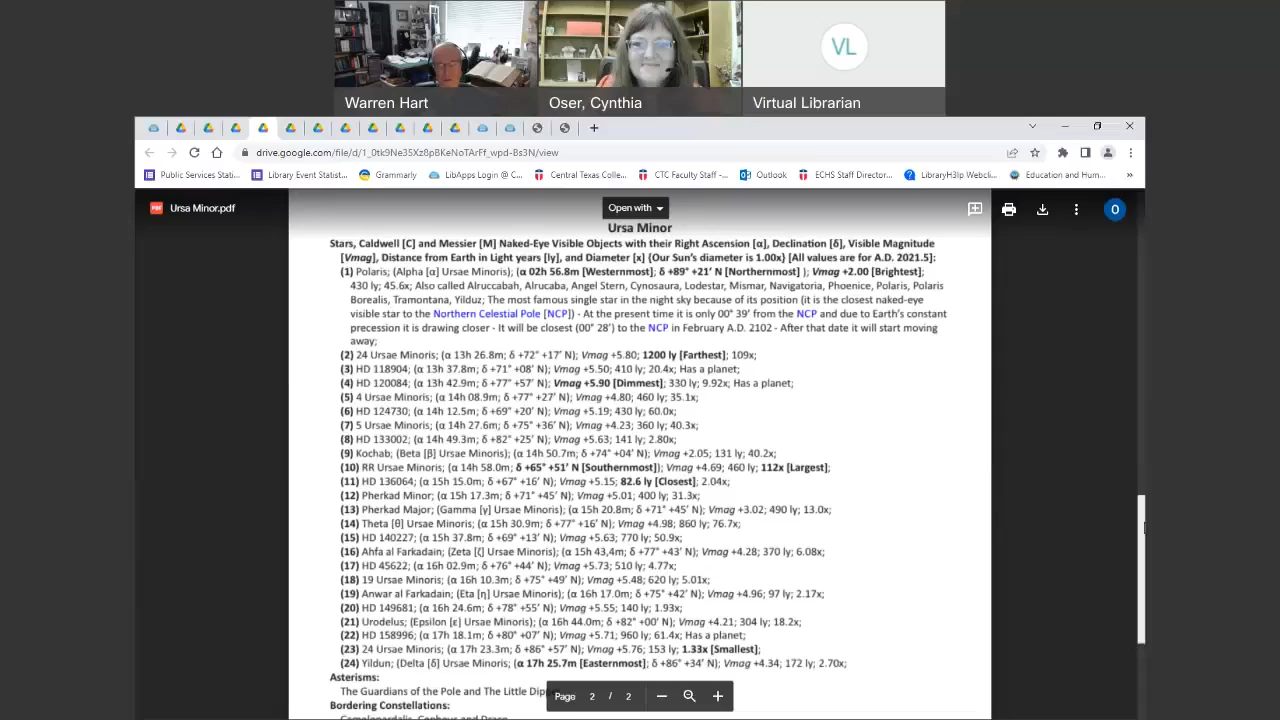 Warren Hart
Oser, Cynthia
VL
Virtual Librarian
drive.google.com/file/d/1_0tk9Ne35Xz8pBKeNoTArFf_wpd-Bs3N/view
Public Services Stati...
Library Event Statist...
Grammarly
LibApps Login @ C...
Central Texas Colle...
CTC Faculty Staff -...
Outlook
ECHS Staff Director...
LibraryH3lp Webcli...
Education and Hum...
Ursa Minor.pdf
Open with
O
Ursa Minor
Stars, Caldwell [C] and Messier [M] Naked-Eye Visible Objects with their Right Ascension [α], Declination [δ], Visible Magnitude
[Vmag], Distance from Earth in Light years [ly], and Diameter [x] {Our Sun's diameter is 1.00x} [All values are for A.D. 2021.5]:
(1) Polaris; (Alpha [α] Ursae Minoris); (α 02h 56.8m [Westernmost]; δ +89° +21′ N [Northernmost] ); Vmag +2.00 [Brightest];
430 ly; 45.6x; Also called Alruccabah, Alrucaba, Angel Stern, Cynosaura, Lodestar, Mismar, Navigatoria, Phoenice, Polaris, Polaris
Borealis, Tramontana, Yilduz; The most famous single star in the night sky because of its position (it is the closest naked-eye
visible star to the Northern Celestial Pole [NCP]) - At the present time it is only 00° 39′ from the NCP and due to Earth's constant
precession it is drawing closer - It will be closest (00° 28′) to the NCP in February A.D. 2102 - After that date it will start moving
away;
(2) 24 Ursae Minoris; (α 13h 26.8m; δ +72° +17′ N); Vmag +5.80; 1200 ly [Farthest]; 109x;
(3) HD 118904; (α 13h 37.8m; δ +71° +08′ N); Vmag +5.50; 410 ly; 20.4x; Has a planet;
(4) HD 120084; (α 13h 42.9m; δ +77° +57′ N); Vmag +5.90 [Dimmest]; 330 ly; 9.92x; Has a planet;
(5) 4 Ursae Minoris; (α 14h 08.9m; δ +77° +27′ N); Vmag +4.80; 460 ly; 35.1x;
(6) HD 124730; (α 14h 12.5m; δ +69° +20′ N); Vmag +5.19; 430 ly; 60.0x;
(7) 5 Ursae Minoris; (α 14h 27.6m; δ +75° +36′ N); Vmag +4.23; 360 ly; 40.3x;
(8) HD 133002; (α 14h 49.3m; δ +82° +25′ N); Vmag +5.63; 141 ly; 2.80x;
(9) Kochab; (Beta [β] Ursae Minoris); (α 14h 50.7m; δ +74° +04′ N); Vmag +2.05; 131 ly; 40.2x;
(10) RR Ursae Minoris; (α 14h 58.0m; δ +65° +51′ N [Southernmost]); Vmag +4.69; 460 ly; 112x [Largest];
(11) HD 136064; (α 15h 15.0m; δ +67° +16′ N); Vmag +5.15; 82.6 ly [Closest]; 2.04x;
(12) Pherkad Minor; (α 15h 17.3m; δ +71° +45′ N); Vmag +5.01; 400 ly; 31.3x;
(13) Pherkad Major; (Gamma [γ] Ursae Minoris); (α 15h 20.8m; δ +71° +45′ N); Vmag +3.02; 490 ly; 13.0x;
(14) Theta [θ] Ursae Minoris; (α 15h 30.9m; δ +77° +16′ N); Vmag +4.98; 860 ly; 76.7x;
(15) HD 140227; (α 15h 37.8m; δ +69° +13′ N); Vmag +5.63; 770 ly; 50.9x;
(16) Ahfa al Farkadain; (Zeta [ζ] Ursae Minoris); (α 15h 43,4m; δ +77° +43′ N); Vmag +4.28; 370 ly; 6.08x;
(17) HD 45622; (α 16h 02.9m; δ +76° +44′ N); Vmag +5.73; 510 ly; 4.77x;
(18) 19 Ursae Minoris; (α 16h 10.3m; δ +75° +49′ N); Vmag +5.48; 620 ly; 5.01x;
(19) Anwar al Farkadain; (Eta [η] Ursae Minoris); (α 16h 17.0m; δ +75° +42′ N); Vmag +4.96; 97 ly; 2.17x;
(20) HD 149681; (α 16h 24.6m; δ +78° +55′ N); Vmag +5.55; 140 ly; 1.93x;
(21) Urodelus; (Epsilon [ε] Ursae Minoris); (α 16h 44.0m; δ +82° +00′ N); Vmag +4.21; 304 ly; 18.2x;
(22) HD 158996; (α 17h 18.1m; δ +80° +07′ N); Vmag +5.71; 960 ly; 61.4x; Has a planet;
(23) 24 Ursae Minoris; (α 17h 23.3m; δ +86° +57′ N); Vmag +5.76; 153 ly; 1.33x [Smallest];
(24) Yildun; (Delta [δ] Ursae Minoris; (α 17h 25.7m [Easternmost]; δ +86° +34′ N); Vmag +4.34; 172 ly; 2.70x;
Asterisms:
The Guardians of the Pole and The Little
Page 2 / 2
Bordering Constellations:
Camelopardalis, Cepheus and Draco